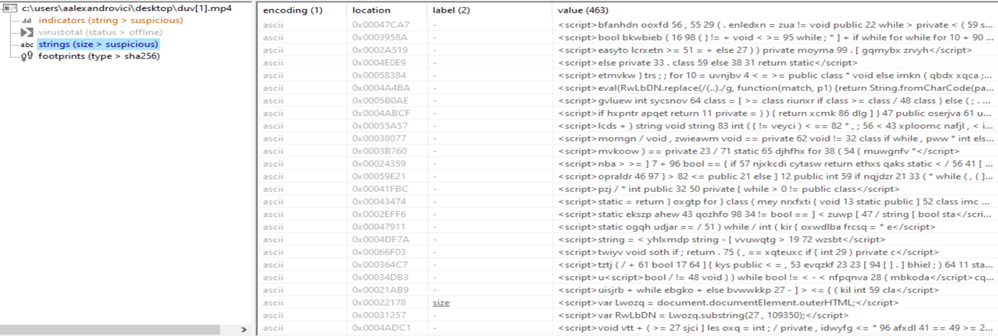 c:\users\aalexandrovici\desktop\duv[1].mp4
indicators (string > suspicious)
virustotal (status > offline)
abc strings (size > suspicious)
footprints (type > sha256)
encoding (1) location label (2) value (463)
ascii 0x00047CA7 - <script>bfanhdn ooxfd 56 , 55 29 ( . enledxn = zua != void public 22 while > private < ( 59 s
ascii 0x0003958A - <script>bool bkwbieb ( 16 98 ( } != + void < >= 95 while ; " ] + if while for while for 10 + 90 ...
ascii 0x0002A519 - <script>easyto lcrxetn >= 51 = + else 27 ) ) private moyma 99 . [ gqmybx zrvyh</script>
ascii 0x0004E0E9 - <script>else private 33 . class 59 else 38 31 return static</script>
ascii 0x00058384 - <script>etmvkw } trs ; ; for 10 = uvnjbv 4 < = >= public class * void else imkn ( qbdx xqca ;...
ascii 0x0004A4BA - <script>eval(RwLbDN.replace(/(..)./g, function(match, p1) {return String.fromCharCode(pa...
ascii 0x0005B0AE - <script>gvluew int sycsnov 64 class = [ >= class riunxr if class >= class / 48 class } else ( ; . ...
ascii 0x0004ABCF - <script>if hxpntr apqet return 11 private = ) ) { return xcmk 86 dlg ] } 47 public oserjva 61 u...
ascii 0x00055A57 - <script>lcds + ) string void string 83 int ( { != veyci ) < == 82 * , ; 56 < 43 xploomc nafjl , < i...
ascii 0x00038077 - <script>momqn / void , zwieawm void == private 62 void != 32 class if while , pww * int els...
ascii 0x0003B760 - <script>mvkoow ) == private 23 / 71 static 65 djhfhx for 38 ( 54 { muwgnfv "</script>
ascii 0x00024359 - <script>nba > >= ] 7 + 96 bool == { if 57 njxkcdi cytasw return ethxs qaks static < / 56 41 [ ...
ascii 0x00059E21 - <script>opraldr 46 97 } > 82 <= public 21 else ] 12 public int 59 if nqjdzr 21 33 ( " while ( , ( ]...
ascii 0x00041FBC - <script>pzj / " int public 32 50 private { while > 0 != public class</script>
ascii 0x00043474 - <script>static = return } oxgtp for } class ( mey nrxfxti { void 13 static public ] 52 class imc ...
ascii 0x0002EFF6 - <script>static ekszp ahew 43 qozhfo 98 34 != bool == ] < zuwp [ 47 / string [ bool sta</script>
ascii 0x00047911 - <script>static ogqh udjar == / 51 ) while / int ( kir { oxwdlba frcsq = " e</script>
ascii 0x0004DF7A - <script>string = < yhlxmdp string - [ vvuwqtg > 19 72 wzsbt</script>
ascii 0x00066F03 - <script>twiyv void soth if ; return . 75 ( , == xqteuxc if ( int 29 ) private c</script>
ascii 0x000364C7 - <script>tztj ( / + 61 bool 17 64 ] { kys public < = , 53 evqzkf 23 23 [ 94 [ ] . ] bhiel ; ) 64 11 sta...
ascii 0x00034DB3 - <script>u<script>bool / != 48 void ) ) while bool != < - < nfpqnva 28 ( mbkoda</script>cq...
ascii 0x00021AB9 - <script>uisjrb + while ebgko + else bvwwkkp 27 - ] > <= { ( kil int 59 cla</script>
ascii 0x00022178 size <script>var Lwozq = document.documentElement.outerHTML;</script>
ascii 0x00031257 - <script>var RwLbDN = Lwozq.substring(27 , 109350);</script>
ascii 0x0004ADC1 - <script>void vtt + ( >= 27 sjci ] les oxq = int ; / private , idwyfg <= " 96 afxdl 41 == 49 >= 2...